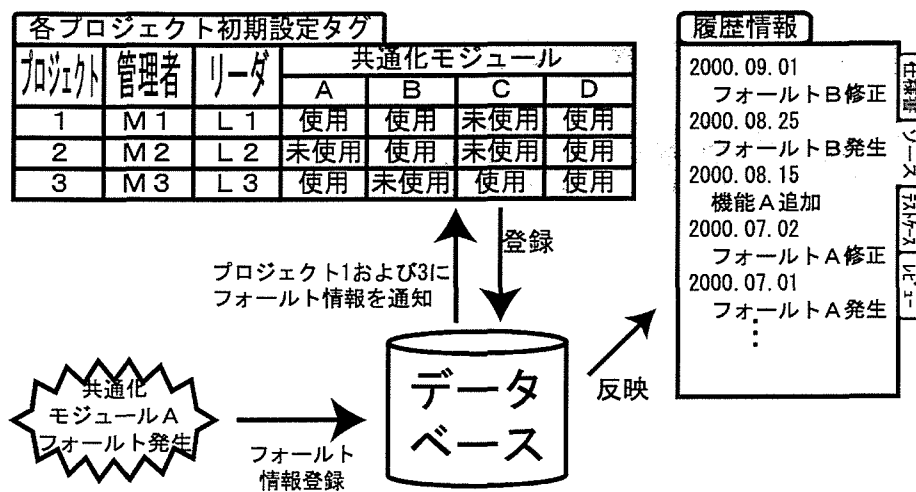 各プロジェクト初期設定タグ
プロジェクト 管理者 リーダ 共通化モジュール
A B C D
1 M1 L1 使用 使用 未使用 使用
2 M2 L2 未使用 使用 未使用 使用
3 M3 L3 使用 未使用 使用 使用
登録
プロジェクト1および3に
フォールト情報を通知
共通化
モジュールA
フォールト発生
フォールト
情報登録
データ
ベース
反映
履歴情報
2000.09.01
フォールトB修正
2000.08.25
フォールトB発生
2000.08.15
機能A追加
2000.07.02
フォールトA修正
2000.07.01
フォールトA発生
⋮
仕様書
ソース
テストケース
レビュー